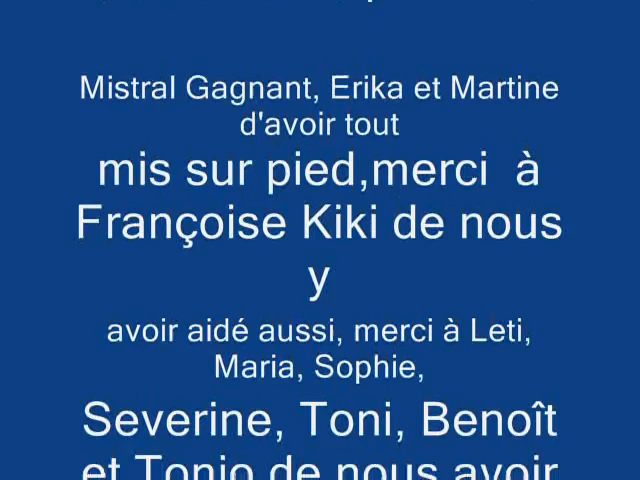 Mistral Gagnant, Erika et Martine
d'avoir tout
mis sur pied,merci  à
Françoise Kiki de nous
y
avoir aidé aussi, merci à Leti,
Maria, Sophie,
Severine, Toni, Benoît
et Tonio de nous avoir